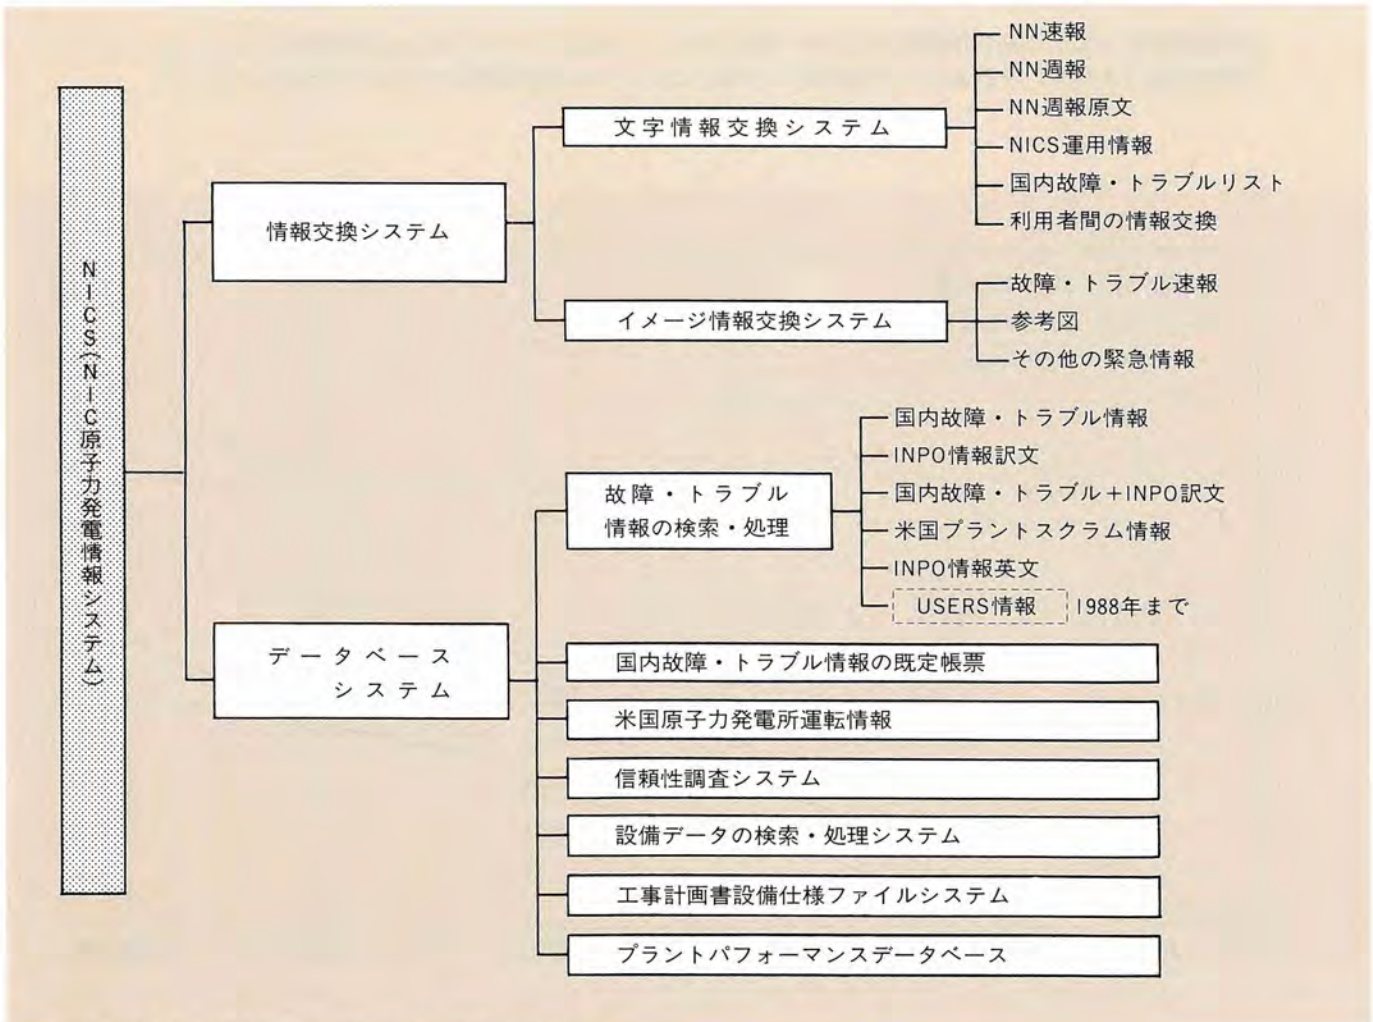 NICS(NIC原子力発電情報システム)
情報交換システム
文字情報交換システム
NN速報
NN週報
NN週報原文
NICS運用情報
国内故障・トラブルリスト
利用者間の情報交換
イメージ情報交換システム
故障・トラブル速報
参考図
その他の緊急情報
データベース
システム
故障・トラブル
情報の検索・処理
国内故障・トラブル情報
INPO情報訳文
国内故障・トラブル+INPO訳文
米国プラントスクラム情報
INPO情報英文
USERS情報 1988年まで
国内故障・トラブル情報の既定帳票
米国原子力発電所運転情報
信頼性調査システム
設備データの検索・処理システム
工事計画書設備仕様ファイルシステム
プラントパフォーマンスデータベース